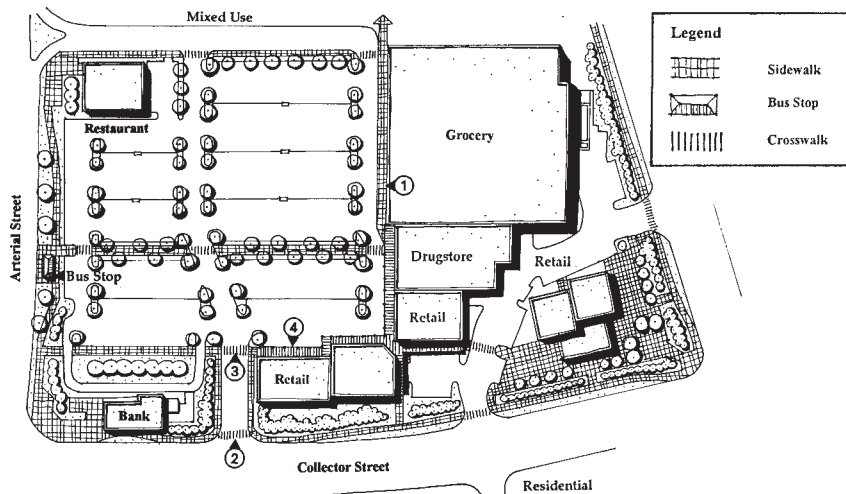 Mixed Use
Legend
Sidewalk
Bus Stop
Crosswalk
Restaurant
Grocery
1
Arterial Street
Drugstore
Retail
Bus Stop
Retail
4
3
Retail
Bank
2
Collector Street
Residential